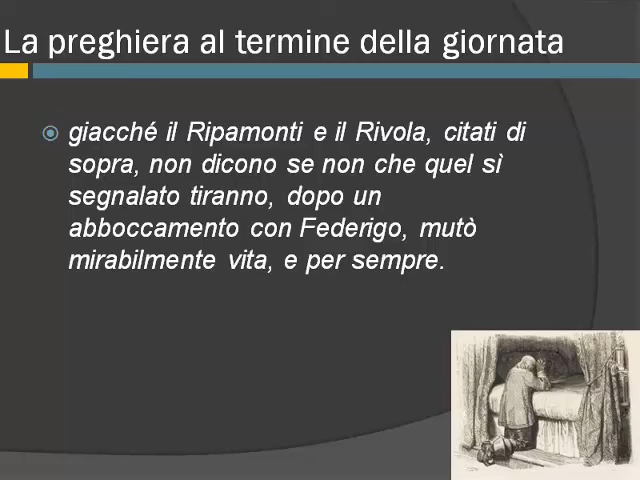 La preghiera al termine della giornata
giacché il Ripamonti e il Rivola, citati di
sopra, non dicono se non che quel sì
segnalato tiranno, dopo un
abboccamento con Federigo, mutò
mirabilmente vita, e per sempre.